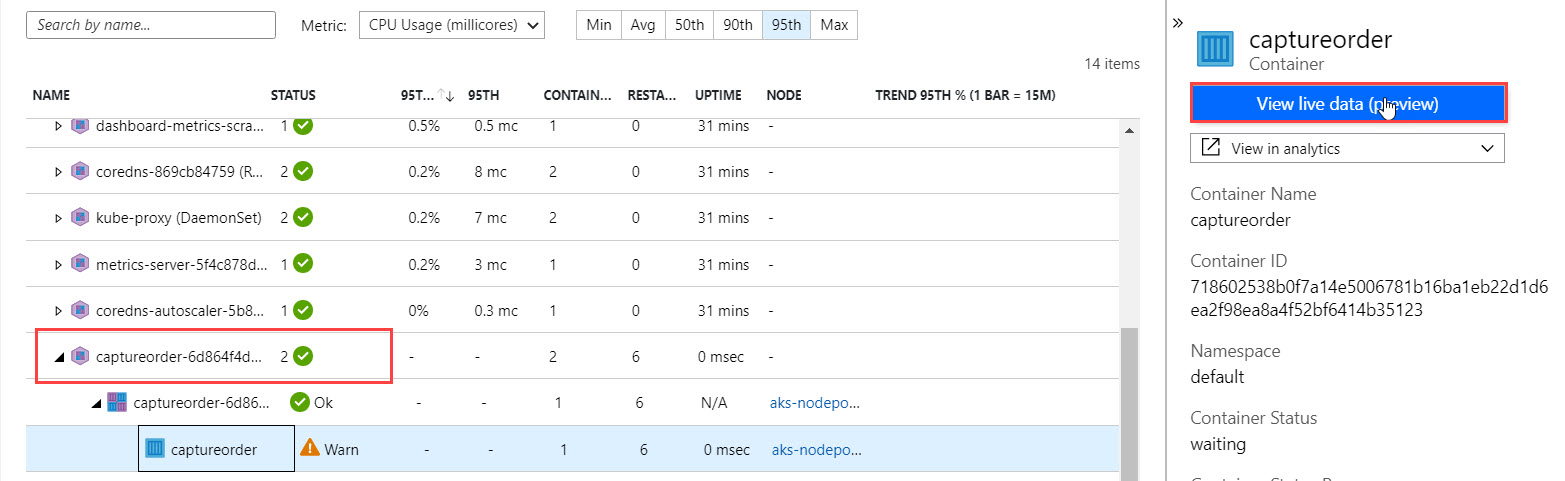 Search by name...
Metric:
CPU Usage (millicores)
Min Avg 50th 90th 95th Max
14 items
NAME STATUS 95T... 95TH CONTAIN... RESTA... UPTIME NODE TREND 95TH % (1 BAR = 15M)
dashboard-metrics-scra... 1 0.5% 0.5 mc 1 0 31 mins -
coredns-869cb84759 (R... 2 0.2% 8 mc 2 0 31 mins -
kube-proxy (DaemonSet) 2 0.2% 7 mc 2 0 31 mins -
metrics-server-5f4c878d... 1 0.2% 3 mc 1 0 31 mins -
coredns-autoscaler-5b8... 1 0% 0.3 mc 1 0 31 mins -
captureorder-6d864f4d... 2 - - 2 6 0 msec -
captureorder-6d86... Ok - - 1 6 N/A aks-nodepo...
captureorder Warn - - 1 6 0 msec aks-nodepo...
»
captureorder
Container
View live data (preview)
View in analytics
Container Name
captureorder
Container ID
718602538b0f7a14e5006781b16ba1eb22d1d6
ea2f98ea8a4f52bf6414b35123
Namespace
default
Container Status
waiting